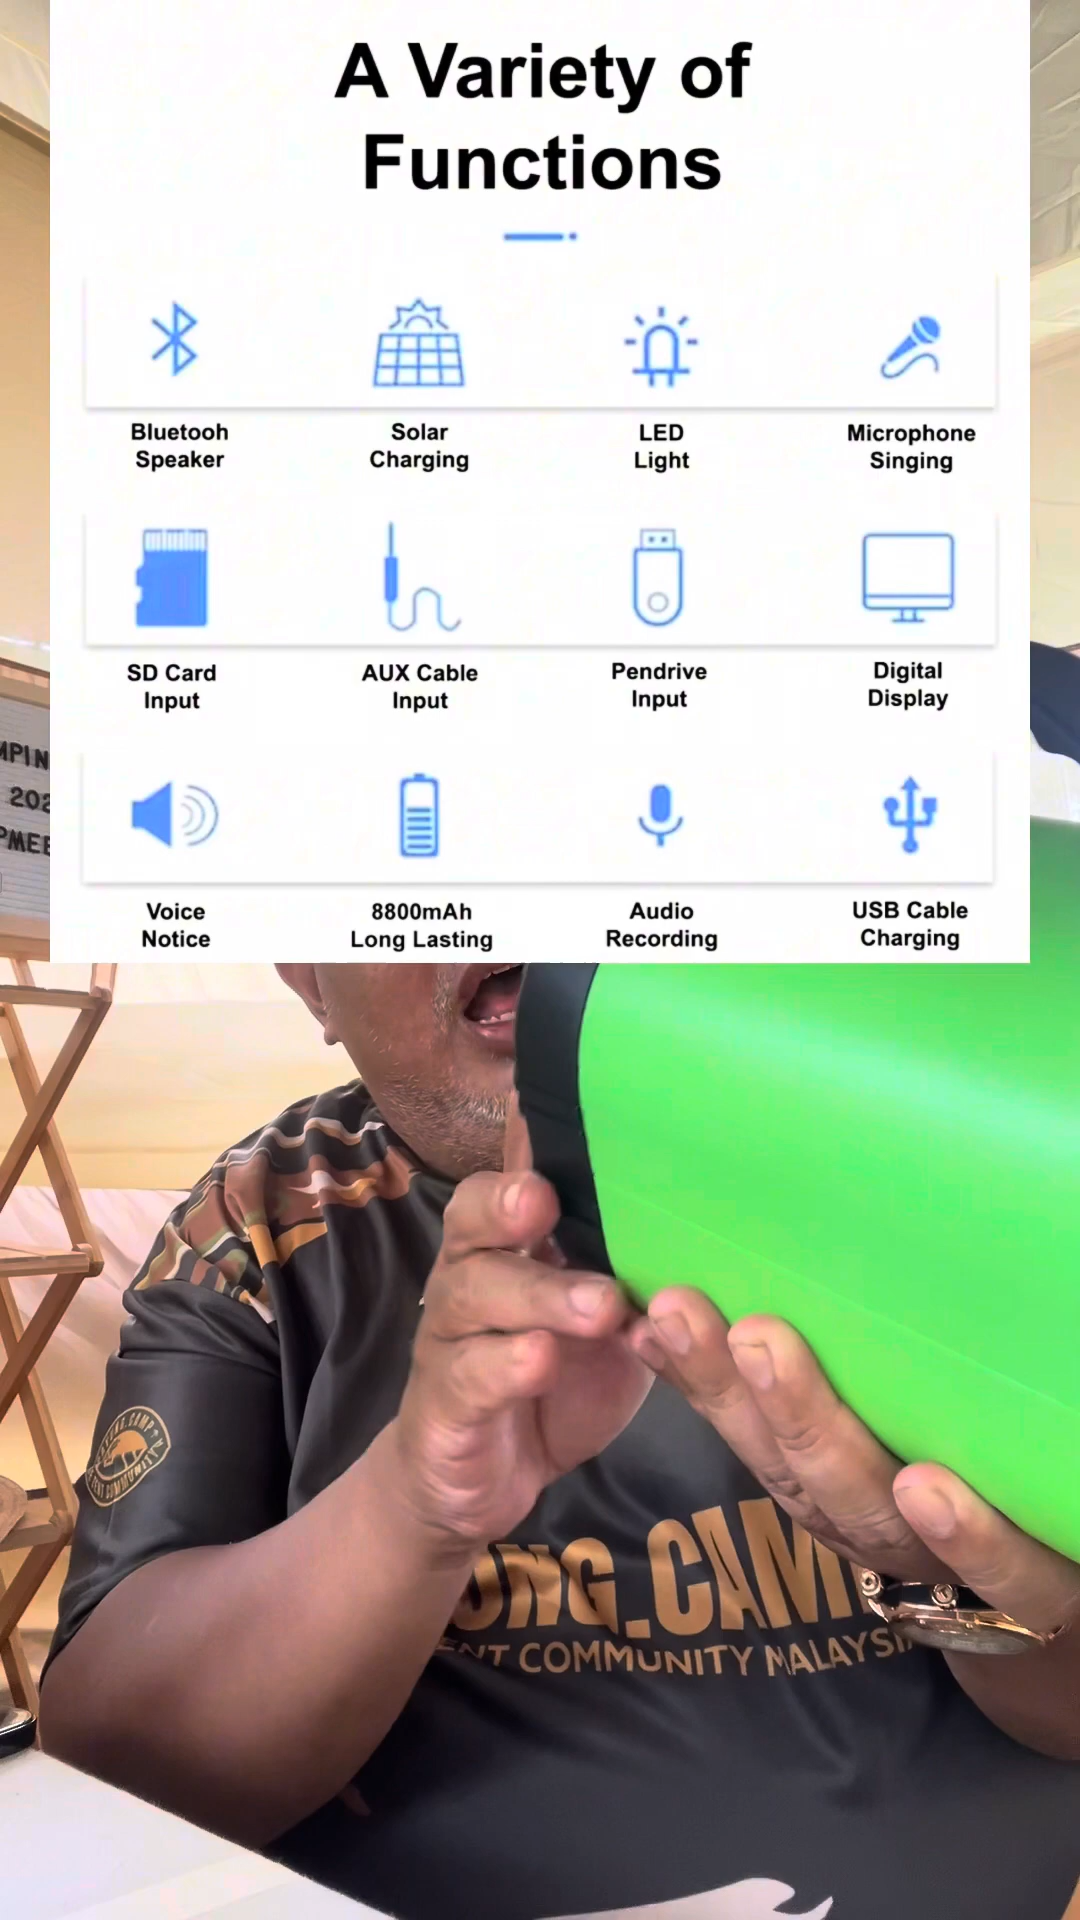 A Variety of
Functions
Bluetooh
Speaker
Solar
Charging
LED
Light
Microphone
Singing
SD Card
Input
AUX Cable
Input
Pendrive
Input
Digital
Display
Voice
Notice
8800mAh
Long Lasting
Audio
Recording
USB Cable
Charging
COMMUNITY MALAYSIA